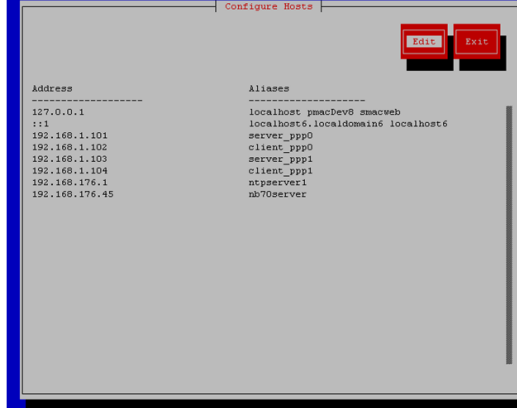 Configure Hosts
Edit Exit
Address Aliases
------------------- --------------------
127.0.0.1 localhost pmacDev8 smacweb
::1 localhost6.localdomain6 localhost6
192.168.1.101 server_ppp0
192.168.1.102 client_ppp0
192.168.1.103 server_ppp1
192.168.1.104 client_ppp1
192.168.176.1 ntpserver1
192.168.176.45 nb70server